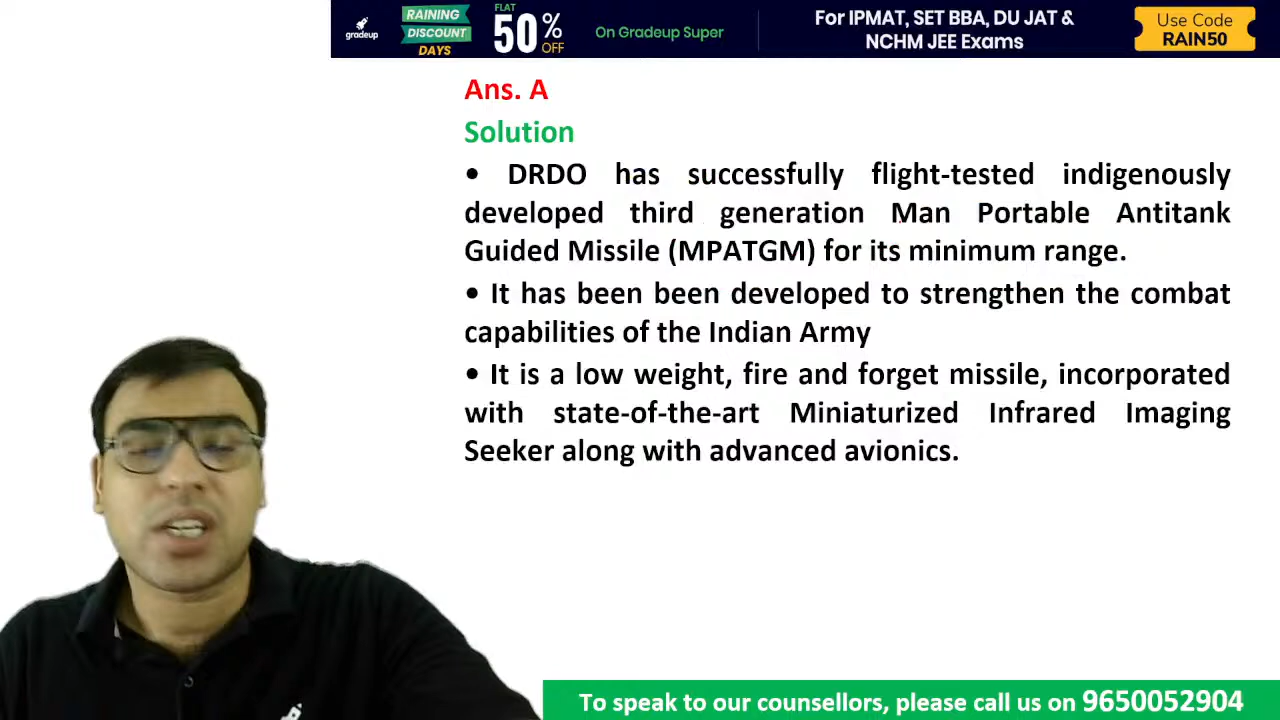 gradeup
RAINING
DISCOUNT
DAYS
FLAT
50% OFF
On Gradeup Super
For IPMAT, SET BBA, DU JAT &
NCHM JEE Exams
Use Code
RAIN50
Ans. A
Solution
• DRDO has successfully flight-tested indigenously
developed third generation Man Portable Antitank
Guided Missile (MPATGM) for its minimum range.
• It has been been developed to strengthen the combat
capabilities of the Indian Army
• It is a low weight, fire and forget missile, incorporated
with state-of-the-art Miniaturized Infrared Imaging
Seeker along with advanced avionics.
To speak to our counsellors, please call us on 9650052904